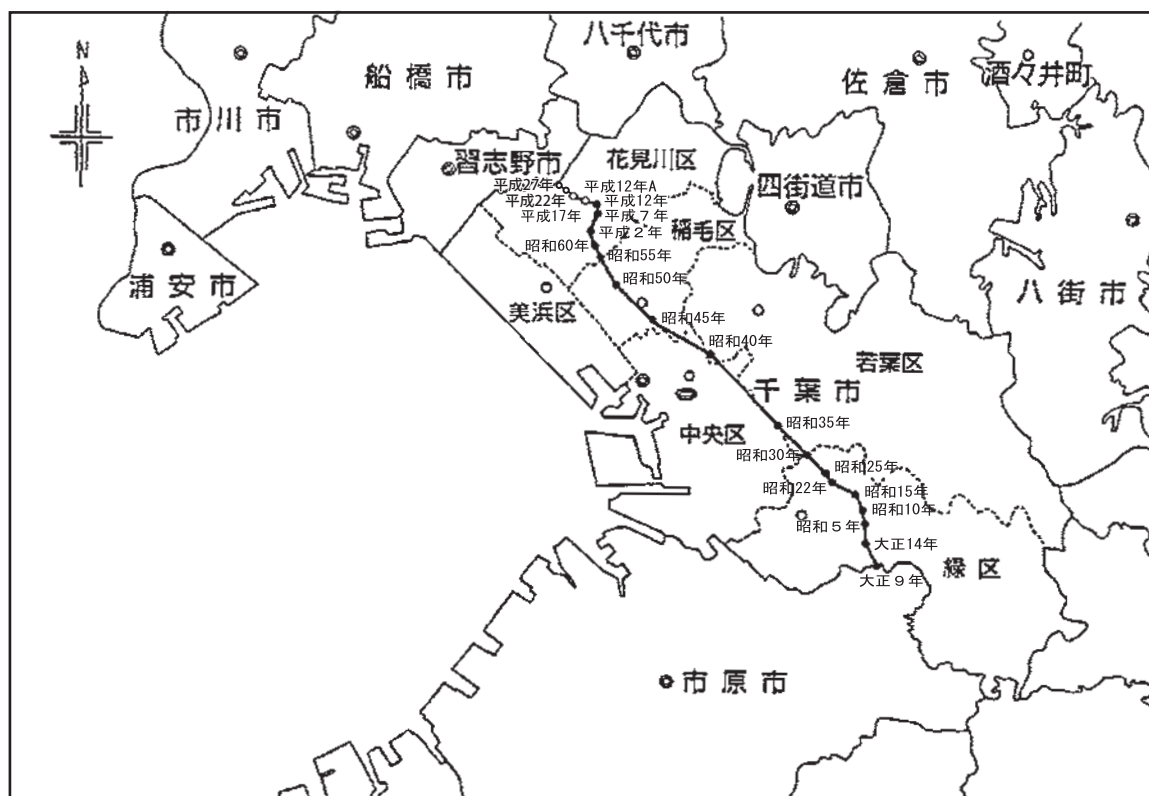 N
八千代市
船橋市
佐倉市
酒々井町
市川市
習志野市
花見川区
四街道市
平成27年
平成12年A
平成22年
平成12年
平成17年
平成7年
稲毛区
平成2年
昭和60年
昭和55年
浦安市
昭和50年
八街市
美浜区
昭和45年
昭和40年
若葉区
千葉市
昭和35年
中央区
昭和30年
昭和25年
昭和22年
昭和15年
昭和10年
昭和5年
大正14年
緑区
大正9年
市原市